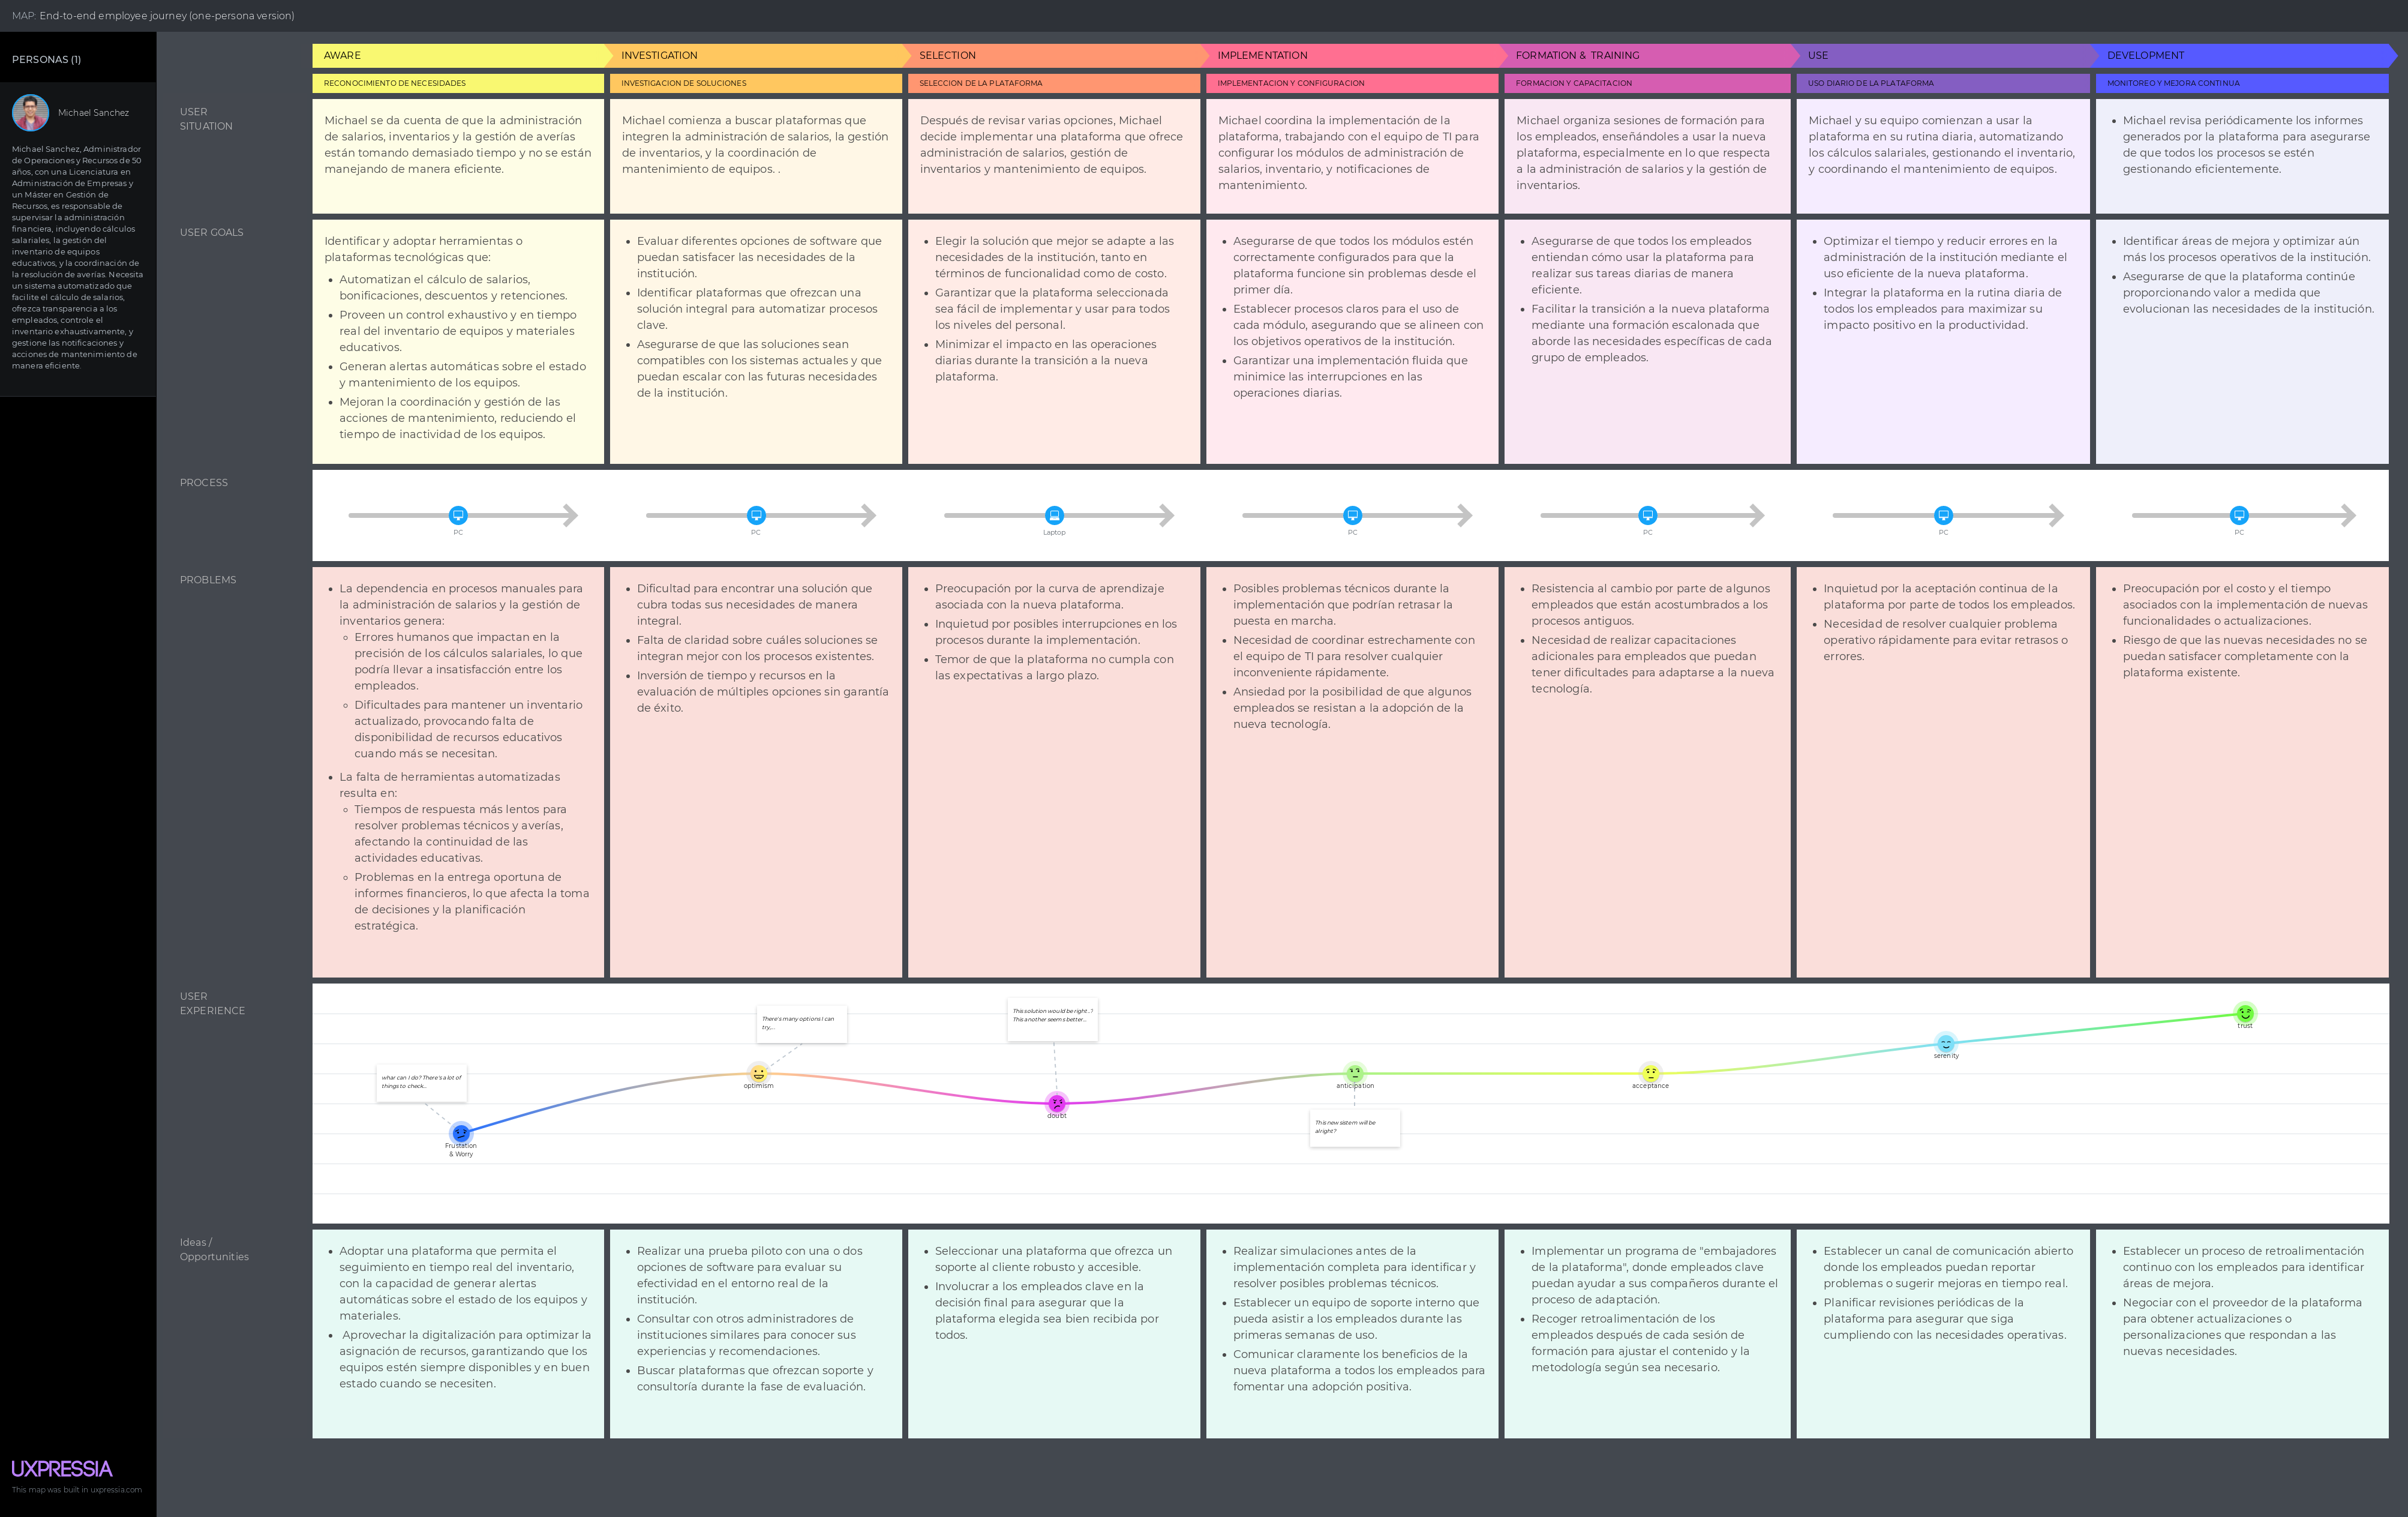 MAP: End-to-end employee journey (one-persona version)
PERSONAS (1)
Michael Sanchez
Michael Sanchez, Administrador
de Operaciones y Recursos de 50
años, con una Licenciatura en
Administración de Empresas y
un Máster en Gestión de
Recursos, es responsable de
supervisar la administración
financiera, incluyendo cálculos
salariales, la gestión del
inventario de equipos
educativos, y la coordinación de
la resolución de averías. Necesita
un sistema automatizado que
facilite el cálculo de salarios,
ofrezca transparencia a los
empleados, controle el
inventario exhaustivamente, y
gestione las notificaciones y
acciones de mantenimiento de
manera eficiente.
AWARE
INVESTIGATION
SELECTION
IMPLEMENTATION
FORMATION & TRAINING
USE
DEVELOPMENT
RECONOCIMIENTO DE NECESIDADES
INVESTIGACION DE SOLUCIONES
SELECCION DE LA PLATAFORMA
IMPLEMENTACION Y CONFIGURACION
FORMACION Y CAPACITACION
USO DIARIO DE LA PLATAFORMA
MONITOREO Y MEJORA CONTINUA
USER
SITUATION
Michael se da cuenta de que la administración
de salarios, inventarios y la gestión de averías
están tomando demasiado tiempo y no se están
manejando de manera eficiente.
Michael comienza a buscar plataformas que
integren la administración de salarios, la gestión
de inventarios, y la coordinación de
mantenimiento de equipos. .
Después de revisar varias opciones, Michael
decide implementar una plataforma que ofrece
administración de salarios, gestión de
inventarios y mantenimiento de equipos.
Michael coordina la implementación de la
plataforma, trabajando con el equipo de TI para
configurar los módulos de administración de
salarios, inventario, y notificaciones de
mantenimiento.
Michael organiza sesiones de formación para
los empleados, enseñándoles a usar la nueva
plataforma, especialmente en lo que respecta
a la administración de salarios y la gestión de
inventarios.
Michael y su equipo comienzan a usar la
plataforma en su rutina diaria, automatizando
los cálculos salariales, gestionando el inventario,
y coordinando el mantenimiento de equipos.
• Michael revisa periódicamente los informes
generados por la plataforma para asegurarse
de que todos los procesos se estén
gestionando eficientemente.
USER GOALS
Identificar y adoptar herramientas o
plataformas tecnológicas que:
• Automatizan el cálculo de salarios,
bonificaciones, descuentos y retenciones.
• Proveen un control exhaustivo y en tiempo
real del inventario de equipos y materiales
educativos.
• Generan alertas automáticas sobre el estado
y mantenimiento de los equipos.
• Mejoran la coordinación y gestión de las
acciones de mantenimiento, reduciendo el
tiempo de inactividad de los equipos.
• Evaluar diferentes opciones de software que
puedan satisfacer las necesidades de la
institución.
• Identificar plataformas que ofrezcan una
solución integral para automatizar procesos
clave.
• Asegurarse de que las soluciones sean
compatibles con los sistemas actuales y que
puedan escalar con las futuras necesidades
de la institución.
• Elegir la solución que mejor se adapte a las
necesidades de la institución, tanto en
términos de funcionalidad como de costo.
• Garantizar que la plataforma seleccionada
sea fácil de implementar y usar para todos
los niveles del personal.
• Minimizar el impacto en las operaciones
diarias durante la transición a la nueva
plataforma.
• Asegurarse de que todos los módulos estén
correctamente configurados para que la
plataforma funcione sin problemas desde el
primer día.
• Establecer procesos claros para el uso de
cada módulo, asegurando que se alineen con
los objetivos operativos de la institución.
• Garantizar una implementación fluida que
minimice las interrupciones en las
operaciones diarias.
• Asegurarse de que todos los empleados
entiendan cómo usar la plataforma para
realizar sus tareas diarias de manera
eficiente.
• Facilitar la transición a la nueva plataforma
mediante una formación escalonada que
aborde las necesidades específicas de cada
grupo de empleados.
• Optimizar el tiempo y reducir errores en la
administración de la institución mediante el
uso eficiente de la nueva plataforma.
• Integrar la plataforma en la rutina diaria de
todos los empleados para maximizar su
impacto positivo en la productividad.
• Identificar áreas de mejora y optimizar aún
más los procesos operativos de la institución.
• Asegurarse de que la plataforma continúe
proporcionando valor a medida que
evolucionan las necesidades de la institución.
PROCESS
PC
PC
Laptop
PC
PC
PC
PC
PROBLEMS
• La dependencia en procesos manuales para
la administración de salarios y la gestión de
inventarios genera:
◦ Errores humanos que impactan en la
precisión de los cálculos salariales, lo que
podría llevar a insatisfacción entre los
empleados.
◦ Dificultades para mantener un inventario
actualizado, provocando falta de
disponibilidad de recursos educativos
cuando más se necesitan.
• La falta de herramientas automatizadas
resulta en:
◦ Tiempos de respuesta más lentos para
resolver problemas técnicos y averías,
afectando la continuidad de las
actividades educativas.
◦ Problemas en la entrega oportuna de
informes financieros, lo que afecta la toma
de decisiones y la planificación
estratégica.
• Dificultad para encontrar una solución que
cubra todas sus necesidades de manera
integral.
• Falta de claridad sobre cuáles soluciones se
integran mejor con los procesos existentes.
• Inversión de tiempo y recursos en la
evaluación de múltiples opciones sin garantía
de éxito.
• Preocupación por la curva de aprendizaje
asociada con la nueva plataforma.
• Inquietud por posibles interrupciones en los
procesos durante la implementación.
• Temor de que la plataforma no cumpla con
las expectativas a largo plazo.
• Posibles problemas técnicos durante la
implementación que podrían retrasar la
puesta en marcha.
• Necesidad de coordinar estrechamente con
el equipo de TI para resolver cualquier
inconveniente rápidamente.
• Ansiedad por la posibilidad de que algunos
empleados se resistan a la adopción de la
nueva tecnología.
• Resistencia al cambio por parte de algunos
empleados que están acostumbrados a los
procesos antiguos.
• Necesidad de realizar capacitaciones
adicionales para empleados que puedan
tener dificultades para adaptarse a la nueva
tecnología.
• Inquietud por la aceptación continua de la
plataforma por parte de todos los empleados.
• Necesidad de resolver cualquier problema
operativo rápidamente para evitar retrasos o
errores.
• Preocupación por el costo y el tiempo
asociados con la implementación de nuevas
funcionalidades o actualizaciones.
• Riesgo de que las nuevas necesidades no se
puedan satisfacer completamente con la
plataforma existente.
USER
EXPERIENCE
whar can I do? There's a lot of
things to check..
Frustation
& Worry
There's many options I can
try,...
optimism
This solution would be right .?
This another seems better...
doubt
anticipation
This new sistem will be
alright?
acceptance
serenity
trust
Ideas /
Opportunities
• Adoptar una plataforma que permita el
seguimiento en tiempo real del inventario,
con la capacidad de generar alertas
automáticas sobre el estado de los equipos y
materiales.
• Aprovechar la digitalización para optimizar la
asignación de recursos, garantizando que los
equipos estén siempre disponibles y en buen
estado cuando se necesiten.
• Realizar una prueba piloto con una o dos
opciones de software para evaluar su
efectividad en el entorno real de la
institución.
• Consultar con otros administradores de
instituciones similares para conocer sus
experiencias y recomendaciones.
• Buscar plataformas que ofrezcan soporte y
consultoría durante la fase de evaluación.
• Seleccionar una plataforma que ofrezca un
soporte al cliente robusto y accesible.
• Involucrar a los empleados clave en la
decisión final para asegurar que la
plataforma elegida sea bien recibida por
todos.
• Realizar simulaciones antes de la
implementación completa para identificar y
resolver posibles problemas técnicos.
• Establecer un equipo de soporte interno que
pueda asistir a los empleados durante las
primeras semanas de uso.
• Comunicar claramente los beneficios de la
nueva plataforma a todos los empleados para
fomentar una adopción positiva.
• Implementar un programa de "embajadores
de la plataforma", donde empleados clave
puedan ayudar a sus compañeros durante el
proceso de adaptación.
• Recoger retroalimentación de los
empleados después de cada sesión de
formación para ajustar el contenido y la
metodología según sea necesario.
• Establecer un canal de comunicación abierto
donde los empleados puedan reportar
problemas o sugerir mejoras en tiempo real.
• Planificar revisiones periódicas de la
plataforma para asegurar que siga
cumpliendo con las necesidades operativas.
• Establecer un proceso de retroalimentación
continuo con los empleados para identificar
áreas de mejora.
• Negociar con el proveedor de la plataforma
para obtener actualizaciones o
personalizaciones que respondan a las
nuevas necesidades.
UXPRESSIA
This map was built in uxpressia.com